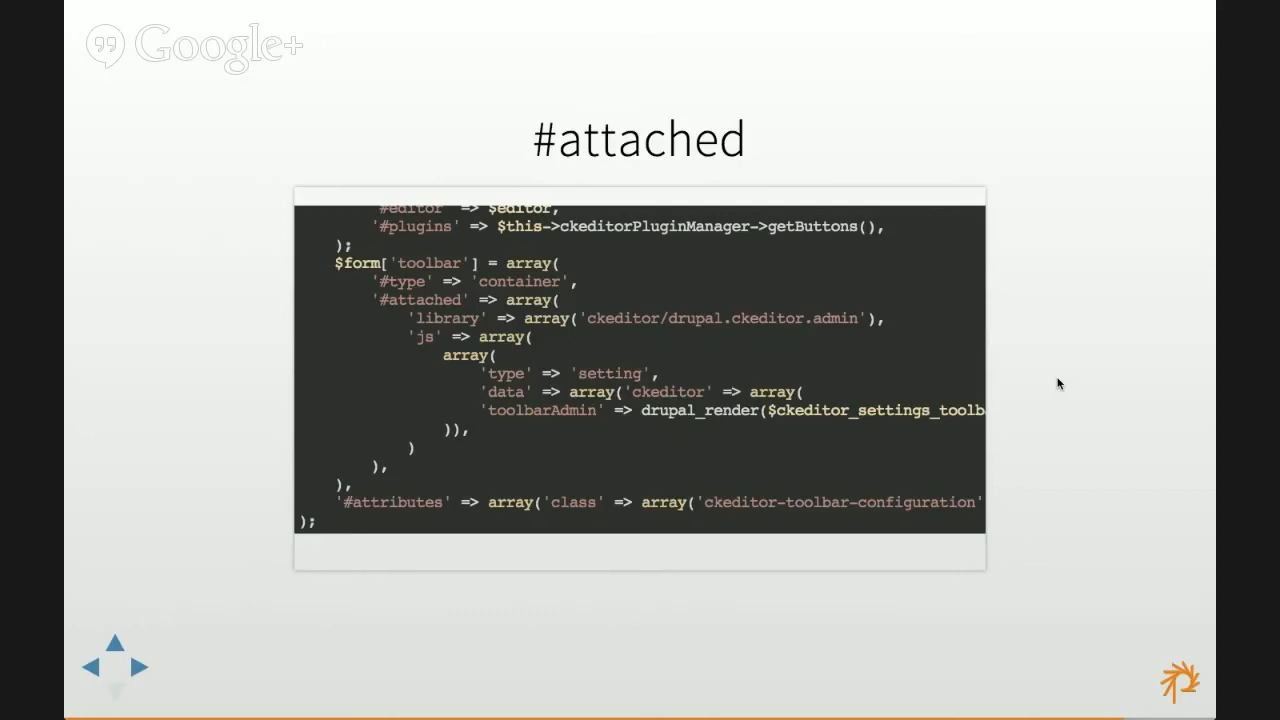 Google+
#attached
'#editor' => $editor,
'#plugins' => $this->ckeditorPluginManager->getButtons(),
);
$form['toolbar'] = array(
'#type' => 'container',
'#attached' => array(
'library' => array('ckeditor/drupal.ckeditor.admin'),
'js' => array(
array(
'type' => 'setting',
'data' => array('ckeditor' => array(
'toolbarAdmin' => drupal_render($ckeditor_settings_toolb
)),
)
),
),
'#attributes' => array('class' => array('ckeditor-toolbar-configuration'
);